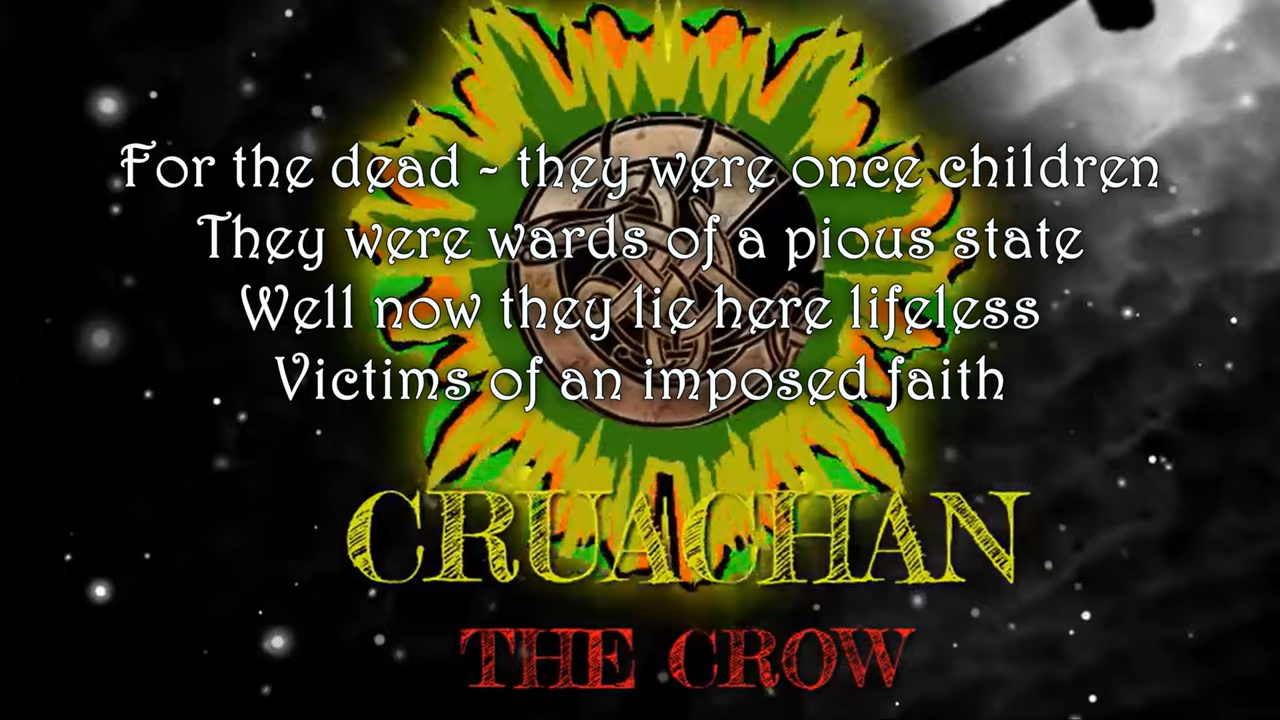 For the dead - they were once children
They were wards of a pious state
Well now they lie here lifeless
Victims of an imposed faith
CRUACHAN
THE CROW